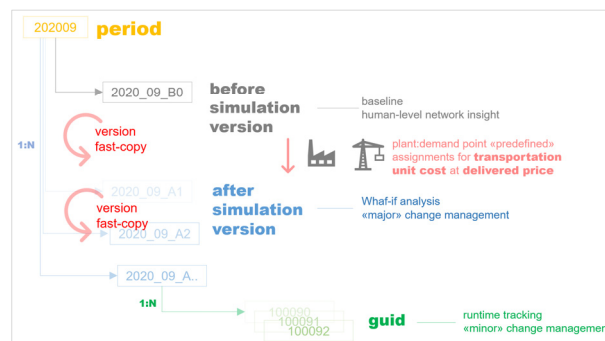 202009
period
2020_09_B0
before
simulation
version
baseline
human-level network insight
version
fast-copy
1:N
plant:demand point «predefined»
assignments for transportation
unit cost at delivered price
2020_09_A1
after
simulation
version
version
fast-copy
Whaf-if analysis
«major» change management
2020_09_A2
2020_09_A..
1:N
100090
100091
100092
guid
runtime tracking
«minor» change management